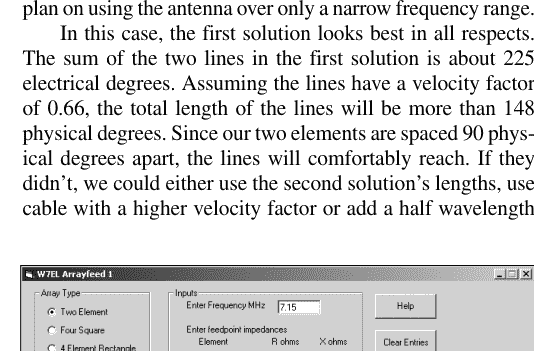 plan on using the antenna over only a narrow frequency range.
In this case, the first solution looks best in all respects.
The sum of the two lines in the first solution is about 225
electrical degrees. Assuming the lines have a velocity factor
of 0.66, the total length of the lines will be more than 148
physical degrees. Since our two elements are spaced 90 phys-
ical degrees apart, the lines will comfortably reach. If they
didn't, we could either use the second solution's lengths, use
cable with a higher velocity factor or add a half wavelength
W7EL Arrayfeed 1
Array Type
Two Element
Four Square
4 Element Rectangle
Inputs
Enter Frequency MHz 7.15
Enter feedpoint impedances
Element R ohms X ohms
Help
Clear Entries